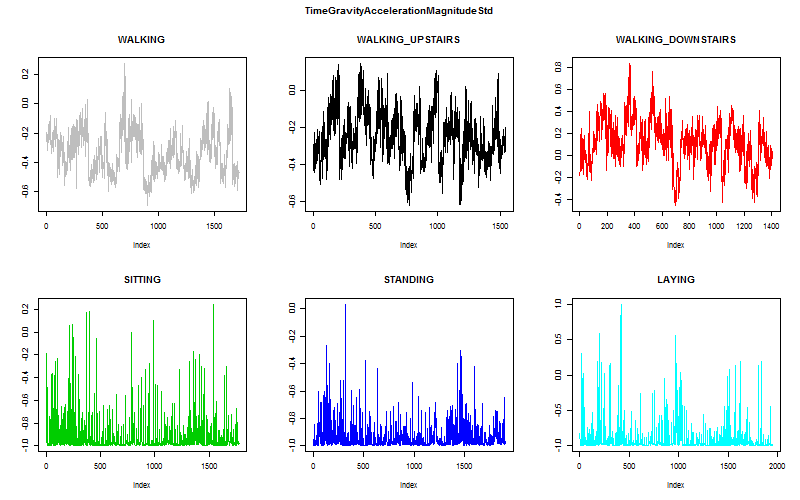 TimeGravityAccelerationMagnitudeStd
WALKING WALKING_UPSTAIRS WALKING_DOWNSTAIRS
0.2 0.0 -0.2 -0.4 -0.6
0 500 1000 1500
Index
0.0 -0.2 -0.4 -0.6
0 500 1000 1500
Index
0.8 0.6 0.4 0.2 0.0 -0.2 -0.4
0 200 400 600 800 1000 1200 1400
Index
SITTING STANDING LAYING
0.2 0.0 -0.2 -0.4 -0.6 -0.8 -1.0
0 500 1000 1500
Index
0.0 -0.2 -0.4 -0.6 -0.8 -1.0
0 500 1000 1500
Index
1.0 0.5 0.0 -0.5 -1.0
0 500 1000 1500 2000
Index